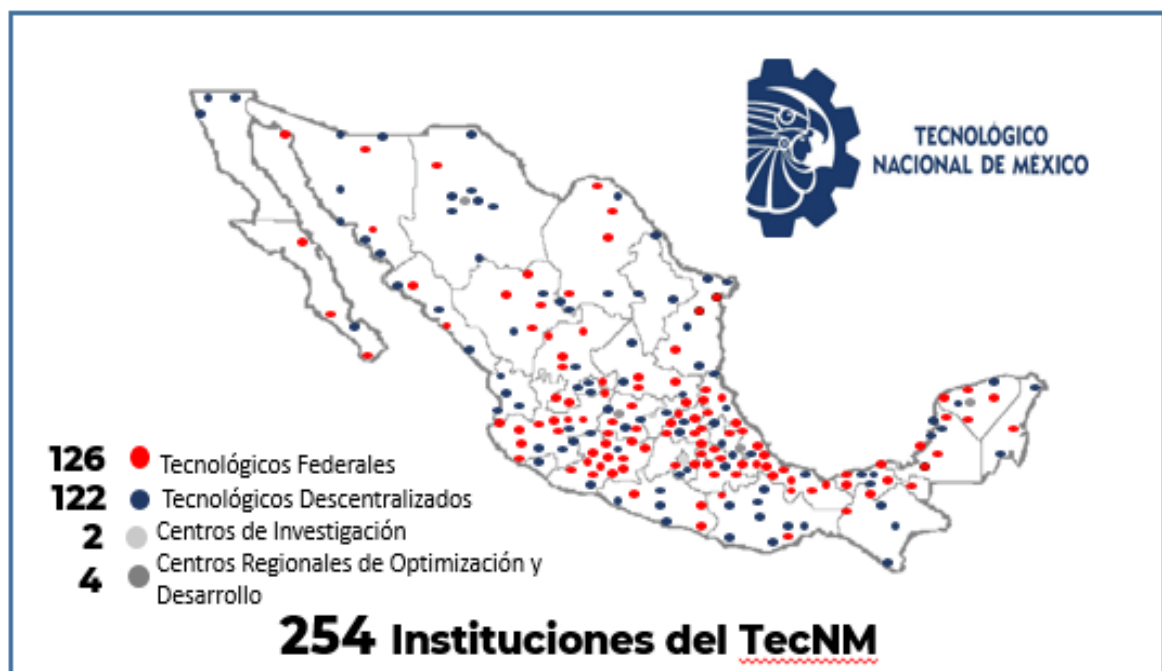 TECNOLÓGICO
NACIONAL DE MÉXICO
126 Tecnológicos Federales
122 Tecnológicos Descentralizados
2 Centros de Investigación
4 Centros Regionales de Optimización y
Desarrollo
254 Instituciones del TecNM